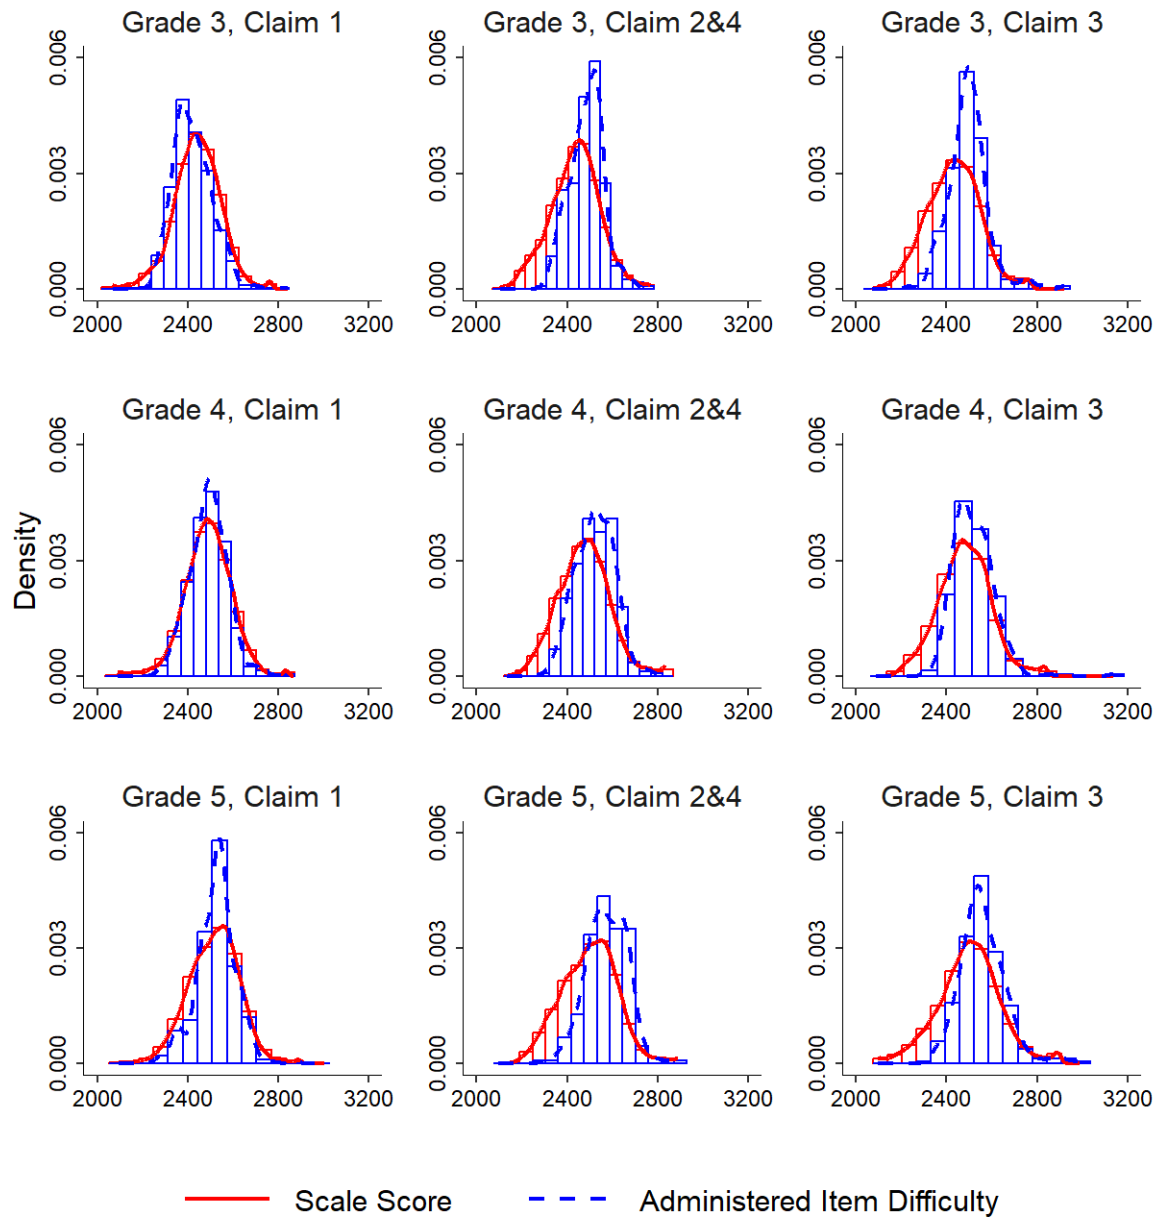 Grade 3, Claim 1
Grade 3, Claim 2&4
Grade 3, Claim 3
0.006
0.003
0.000
2000 2400 2800 3200
0.006
0.003
0.000
2000 2400 2800 3200
0.006
0.003
0.000
2000 2400 2800 3200
Grade 4, Claim 1
Grade 4, Claim 2&4
Grade 4, Claim 3
Density
0.006
0.003
0.000
2000 2400 2800 3200
0.006
0.003
0.000
2000 2400 2800 3200
0.006
0.003
0.000
2000 2400 2800 3200
Grade 5, Claim 1
Grade 5, Claim 2&4
Grade 5, Claim 3
0.006
0.003
0.000
2000 2400 2800 3200
0.006
0.003
0.000
2000 2400 2800 3200
0.006
0.003
0.000
2000 2400 2800 3200
Scale Score
Administered Item Difficulty